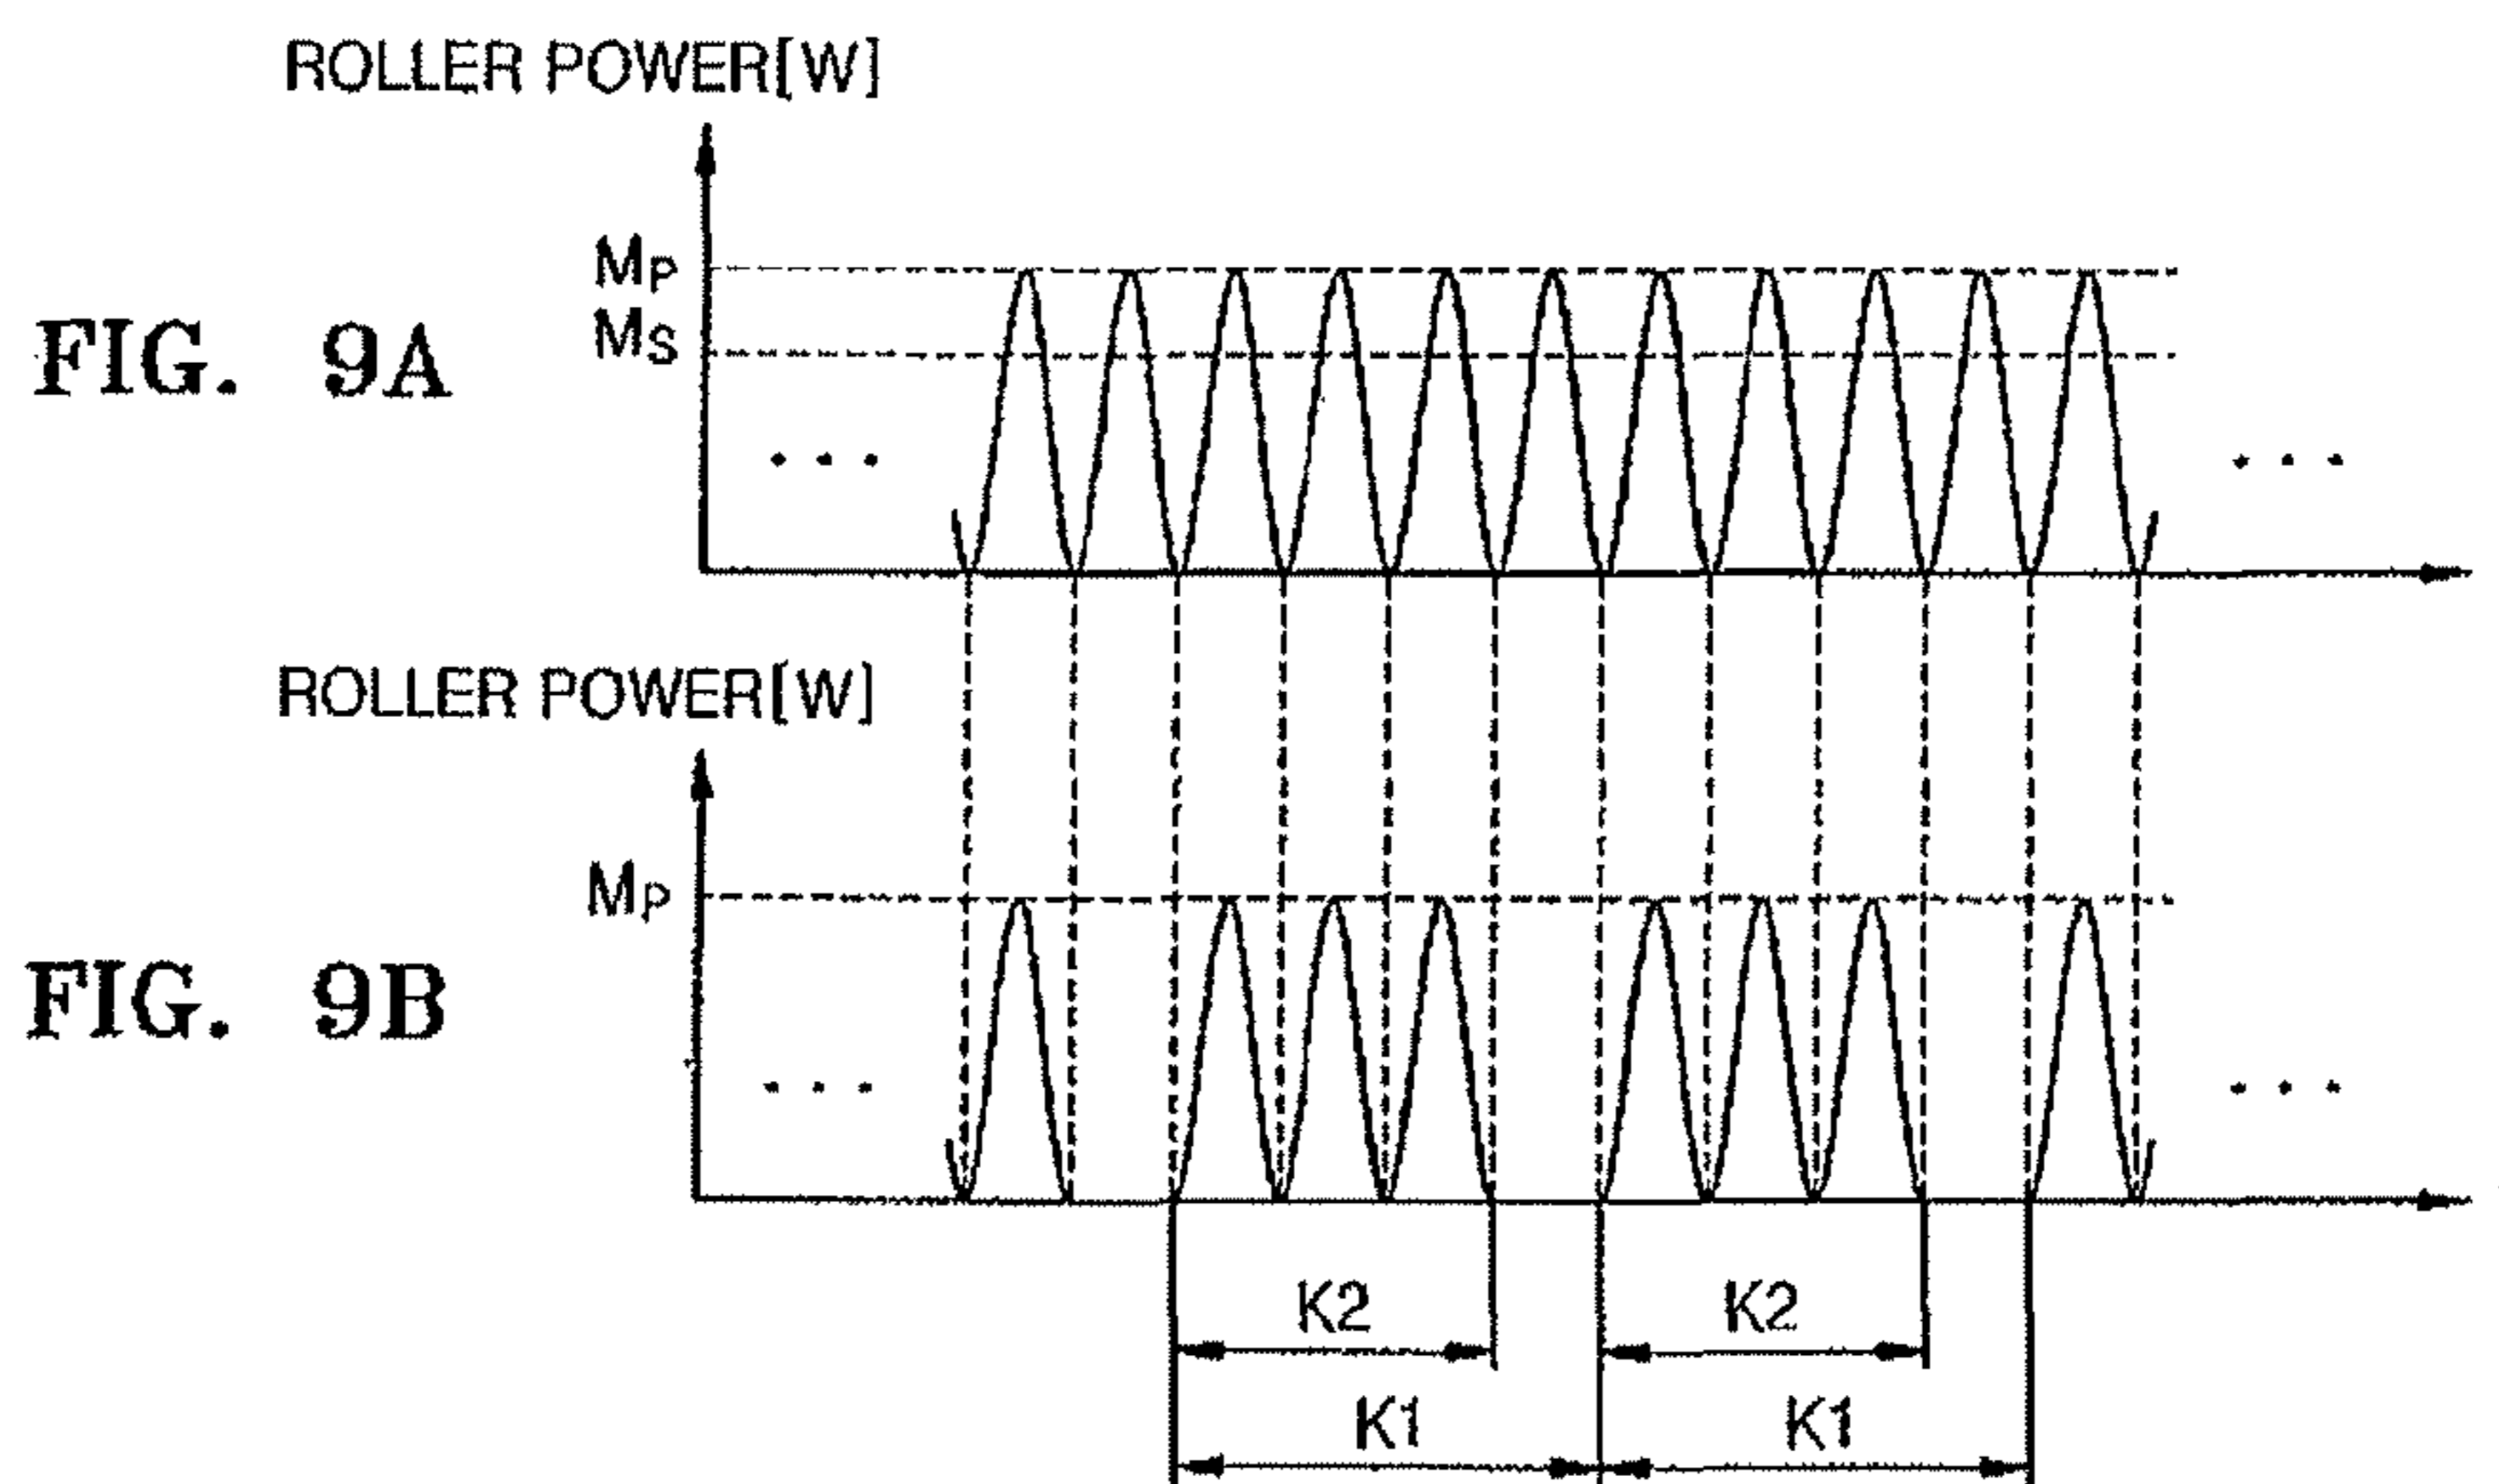 ROLLER POWER[W]
MP
MS
FIG. 9A
• • •
• • •
ROLLER POWER[W]
MP
FIG. 9B
• • •
• • •
K2 K2
K1 K1